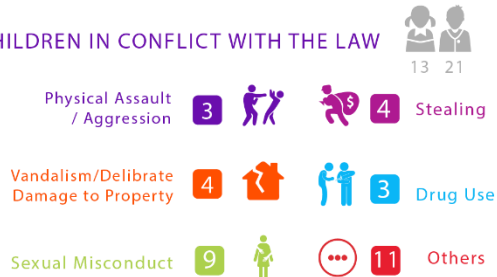 HILDREN IN CONFLICT WITH THE LAW
13 21
Physical Assault
/ Aggression
3
4
Stealing
Vandalism/Delibrate
Damage to Property
4
3
Drug Use
Sexual Misconduct
9
11
Others